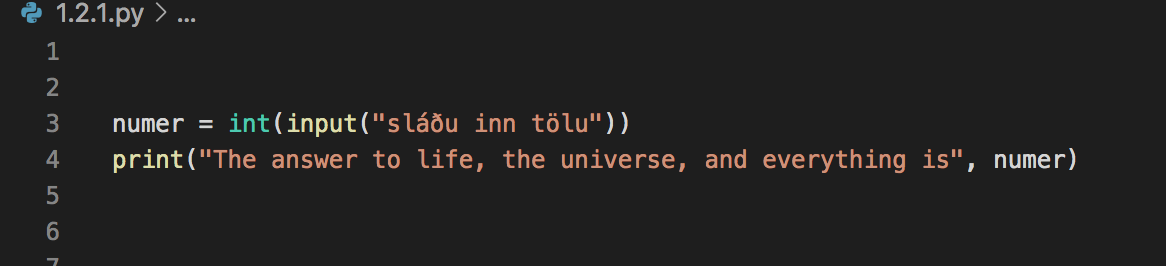 1.2.1.py > ...
1
2
3 numer = int(input("sláðu inn tölu"))
4 print("The answer to life, the universe, and everything is", numer)
5
6
7